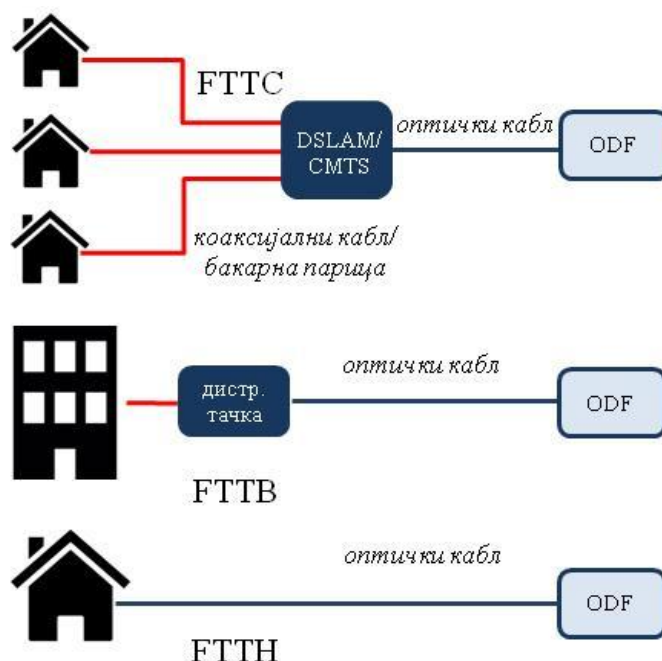 FTTC
DSLAM/
CMTS
оптички кабл
ODF
коаксијални кабл/
бакарна парица
дистр.
тачка
оптички кабл
ODF
FTTB
оптички кабл
ODF
FTTH